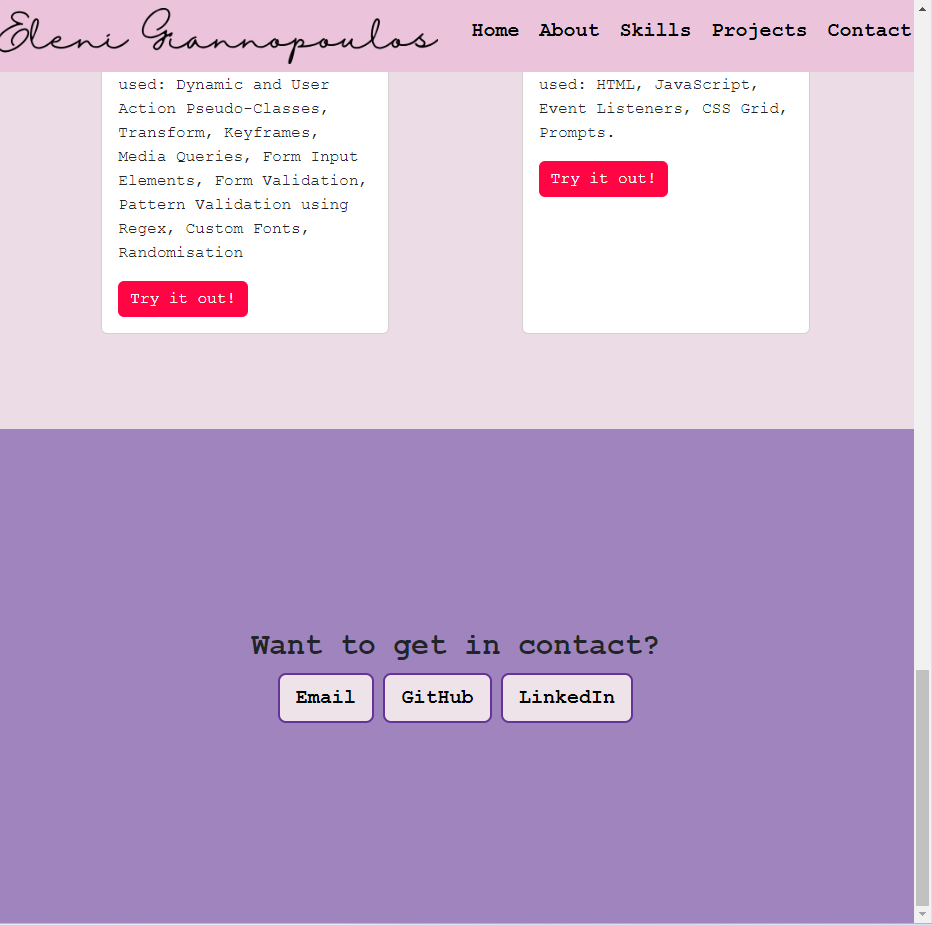 Eleni Giannopoulos Home About Skills Projects Contact
used: Dynamic and User
Action Pseudo-Classes,
Transform, Keyframes,
Media Queries, Form Input
Elements, Form Validation,
Pattern Validation using
Regex, Custom Fonts,
Randomisation
Try it out!
used: HTML, JavaScript,
Event Listeners, CSS Grid,
Prompts.
Try it out!
Want to get in contact?
Email GitHub LinkedIn